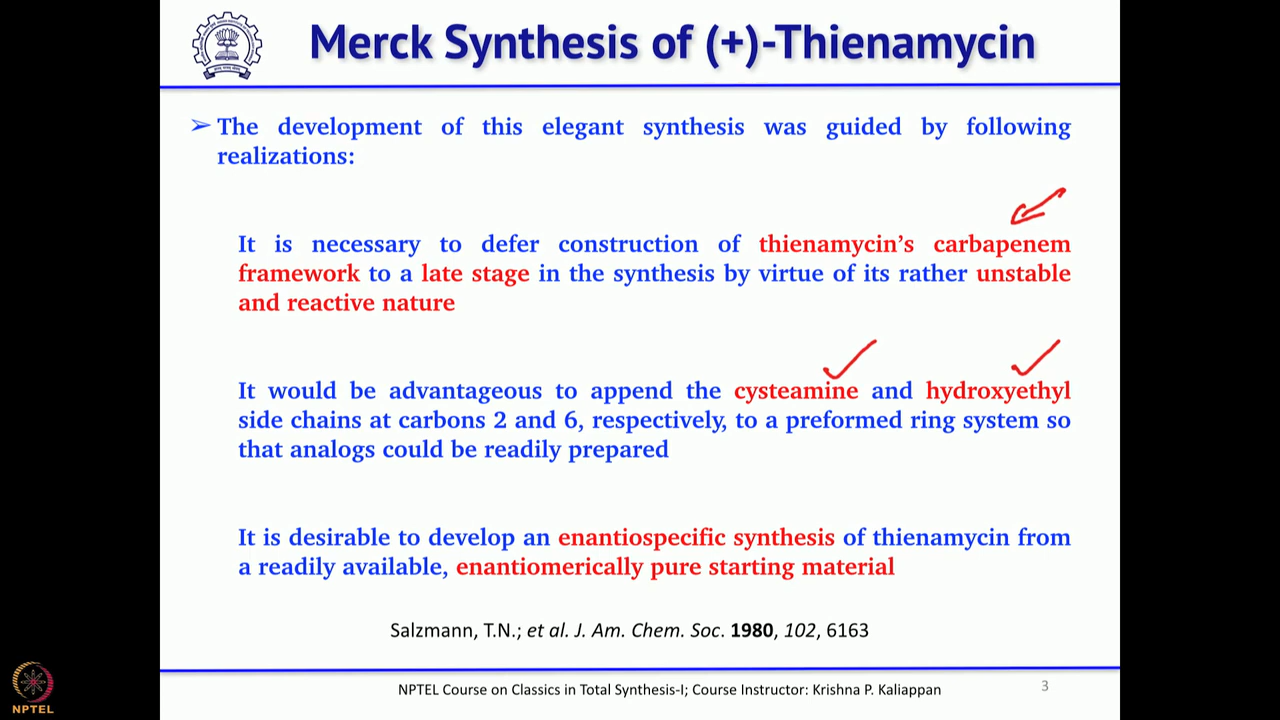 Merck Synthesis of (+)-Thienamycin
➢ The development of this elegant synthesis was guided by following
realizations:
It is necessary to defer construction of thienamycin's carbapenem
framework to a late stage in the synthesis by virtue of its rather unstable
and reactive nature
It would be advantageous to append the cysteamine and hydroxyethyl
side chains at carbons 2 and 6, respectively, to a preformed ring system so
that analogs could be readily prepared
It is desirable to develop an enantiospecific synthesis of thienamycin from
a readily available, enantiomerically pure starting material
Salzmann, T.N.; et al. J. Am. Chem. Soc. 1980, 102, 6163
NPTEL Course on Classics in Total Synthesis-I; Course Instructor: Krishna P. Kaliappan
3
NPTEL